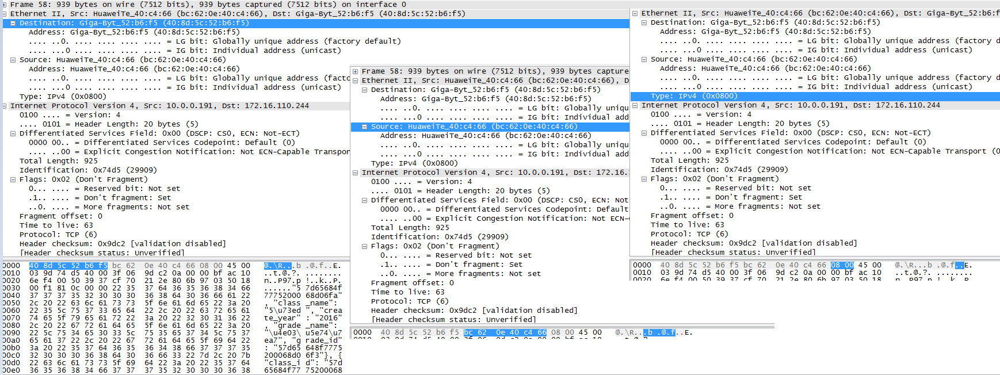 Frame 58: 939 bytes on wire (7512 bits), 939 bytes captured (7512 bits) on interface 0
Ethernet II, Src: HuaweiTe_40:c4:66 (bc:62:0e:40:c4:66), Dst: Giga-Byt_52:b6:f5 (40:8d:5c:52:b6:f5)
Destination: Giga-Byt_52:b6:f5 (40:8d:5c:52:b6:f5)
Address: Giga-Byt_52:b6:f5 (40:8d:5c:52:b6:f5)
.... ..0. .... .... .... .... = LG bit: Globally unique address (factory default)
.... ...0 .... .... .... .... = IG bit: Individual address (unicast)
Source: HuaweiTe_40:c4:66 (bc:62:0e:40:c4:66)
Address: HuaweiTe_40:c4:66 (bc:62:0e:40:c4:66)
.... ..0. .... .... .... .... = LG bit: Globally unique address (facto
.... ...0 .... .... .... .... = IG bit: Individual address (unicast)
Type: IPv4 (0x0800)
Internet Protocol Version 4, Src: 10.0.0.191, Dst: 172.16.110.244
0100 .... = Version: 4
.... 0101 = Header Length: 20 bytes (5)
Differentiated Services Field: 0x00 (DSCP: CS0, ECN: Not-ECT)
0000 00.. = Differentiated Services Codepoint: Default (0)
.... ..00 = Explicit Congestion Notification: Not ECN-Capable Transpor
Total Length: 925
Identification: 0x74d5 (29909)
Flags: 0x02 (Don't Fragment)
0... .... = Reserved bit: Not set
.1.. .... = Don't fragment: Set
..0. .... = More fragments: Not set
Fragment offset: 0
Time to live: 63
Protocol: TCP (6)
Header checksum: 0x9dc2 [validation disabled]
[Header checksum status: Unverified]
0000 40 8d 5c 52 b6 f5 bc 62 0e 40 c4 66 08 00 45 00 @.\R...b .@.f..E.
0010 03 9d 74 d5 40 00 3f 06 9d c2 0a 00 00 bf ac 10 ..t.@.?. ........
0020 6e f4 00 50 39 37 cf 70 21 2e 80 6b 97 03 50 18 n..P97.p !..k..P.
0030 00 f1 81 0c 00 00 22 35 37 64 36 35 36 38 34 66 ......"5 7d65684f
0040 37 37 37 35 32 30 30 30 36 38 64 30 36 66 61 22 77752000 68d06fa"
0050 2c 20 22 63 6c 61 73 73 5f 6e 61 6d 65 22 3a 20 , "class _name": 
0060 22 35 5c 75 37 33 65 64 22 2c 20 22 63 72 65 61 "5\u73ed ", "crea
0070 74 65 5f 79 65 61 72 22 3a 20 22 32 30 31 36 22 te_year" : "2016"
0080 2c 20 22 67 72 61 64 65 5f 6e 61 6d 65 22 3a 20 , "grade _name": 
0090 22 5c 75 34 65 30 33 5c 75 35 65 37 34 5c 75 37 "\u4e03\ u5e74\u7
00a0 65 61 37 22 2c 20 22 67 72 61 64 65 5f 69 64 22 ea7", "g rade_id"
00b0 3a 20 22 35 37 64 36 35 36 34 38 66 37 37 37 35 : "57d65 648f7775
00c0 32 30 30 30 36 38 64 30 36 66 33 22 7d 2c 20 7b 200068d0 6f3"}, {
00d0 22 63 6c 61 73 73 5f 69 64 22 3a 20 22 35 37 64 "class_i d": "57d
00e0 36 35 36 38 34 66 37 37 37 35 32 30 30 30 36 38 65684f77 75200068
Frame 58: 939 bytes on wire (7512 bits), 939 bytes capture
Ethernet II, Src: HuaweiTe_40:c4:66 (bc:62:0e:40:c4:66), D
Destination: Giga-Byt_52:b6:f5 (40:8d:5c:52:b6:f5)
Address: Giga-Byt_52:b6:f5 (40:8d:5c:52:b6:f5)
.... ..0. .... .... .... .... = LG bit: Globally uniqu
.... ...0 .... .... .... .... = IG bit: Individual add
Source: HuaweiTe_40:c4:66 (bc:62:0e:40:c4:66)
Address: HuaweiTe_40:c4:66 (bc:62:0e:40:c4:66)
.... ..0. .... .... .... .... = LG bit: Globally uniqu
.... ...0 .... .... .... .... = IG bit: Individual add
Type: IPv4 (0x0800)
Internet Protocol Version 4, Src: 10.0.0.191, Dst: 172.16.
0100 .... = Version: 4
.... 0101 = Header Length: 20 bytes (5)
Differentiated Services Field: 0x00 (DSCP: CS0, ECN: Not
0000 00.. = Differentiated Services Codepoint: Default
.... ..00 = Explicit Congestion Notification: Not ECN-
Total Length: 925
Identification: 0x74d5 (29909)
Flags: 0x02 (Don't Fragment)
0... .... = Reserved bit: Not set
.1.. .... = Don't fragment: Set
..0. .... = More fragments: Not set
Fragment offset: 0
Time to live: 63
Protocol: TCP (6)
Header checksum: 0x9dc2 [validation disabled]
[Header checksum status: Unverified]
0000 40 8d 5c 52 b6 f5 bc 62 0e 40 c4 66 08 00 45 00 @.\R...b .@.f..E.
Ethernet II, Src: HuaweiTe_40:c4:66 (bc:62:0e:40:c4:66), Dst: Giga-Byt_52:b6:f
Destination: Giga-Byt_52:b6:f5 (40:8d:5c:52:b6:f5)
Address: Giga-Byt_52:b6:f5 (40:8d:5c:52:b6:f5)
.... ..0. .... .... .... .... = LG bit: Globally unique address (factory d
.... ...0 .... .... .... .... = IG bit: Individual address (unicast)
Source: HuaweiTe_40:c4:66 (bc:62:0e:40:c4:66)
Address: HuaweiTe_40:c4:66 (bc:62:0e:40:c4:66)
.... ..0. .... .... .... .... = LG bit: Globally unique address (factory d
.... ...0 .... .... .... .... = IG bit: Individual address (unicast)
Type: IPv4 (0x0800)
Internet Protocol Version 4, Src: 10.0.0.191, Dst: 172.16.110.244
0100 .... = Version: 4
.... 0101 = Header Length: 20 bytes (5)
Differentiated Services Field: 0x00 (DSCP: CS0, ECN: Not-ECT)
0000 00.. = Differentiated Services Codepoint: Default (0)
.... ..00 = Explicit Congestion Notification: Not ECN-Capable Transport (0
Total Length: 925
Identification: 0x74d5 (29909)
Flags: 0x02 (Don't Fragment)
0... .... = Reserved bit: Not set
.1.. .... = Don't fragment: Set
..0. .... = More fragments: Not set
Fragment offset: 0
Time to live: 63
Protocol: TCP (6)
Header checksum: 0x9dc2 [validation disabled]
[Header checksum status: Unverified]
0000 40 8d 5c 52 b6 f5 bc 62 0e 40 c4 66 08 00 45 00 @.\R...b .@.f..E.
0010 03 9d 74 d5 40 00 3f 06 9d c2 0a 00 00 bf ac 10 ..t.@.?. ........
0020 6e f4 00 50 39 37 cf 70 21 2e 80 6b 97 03 50 18 n..P97.p !..k..P.